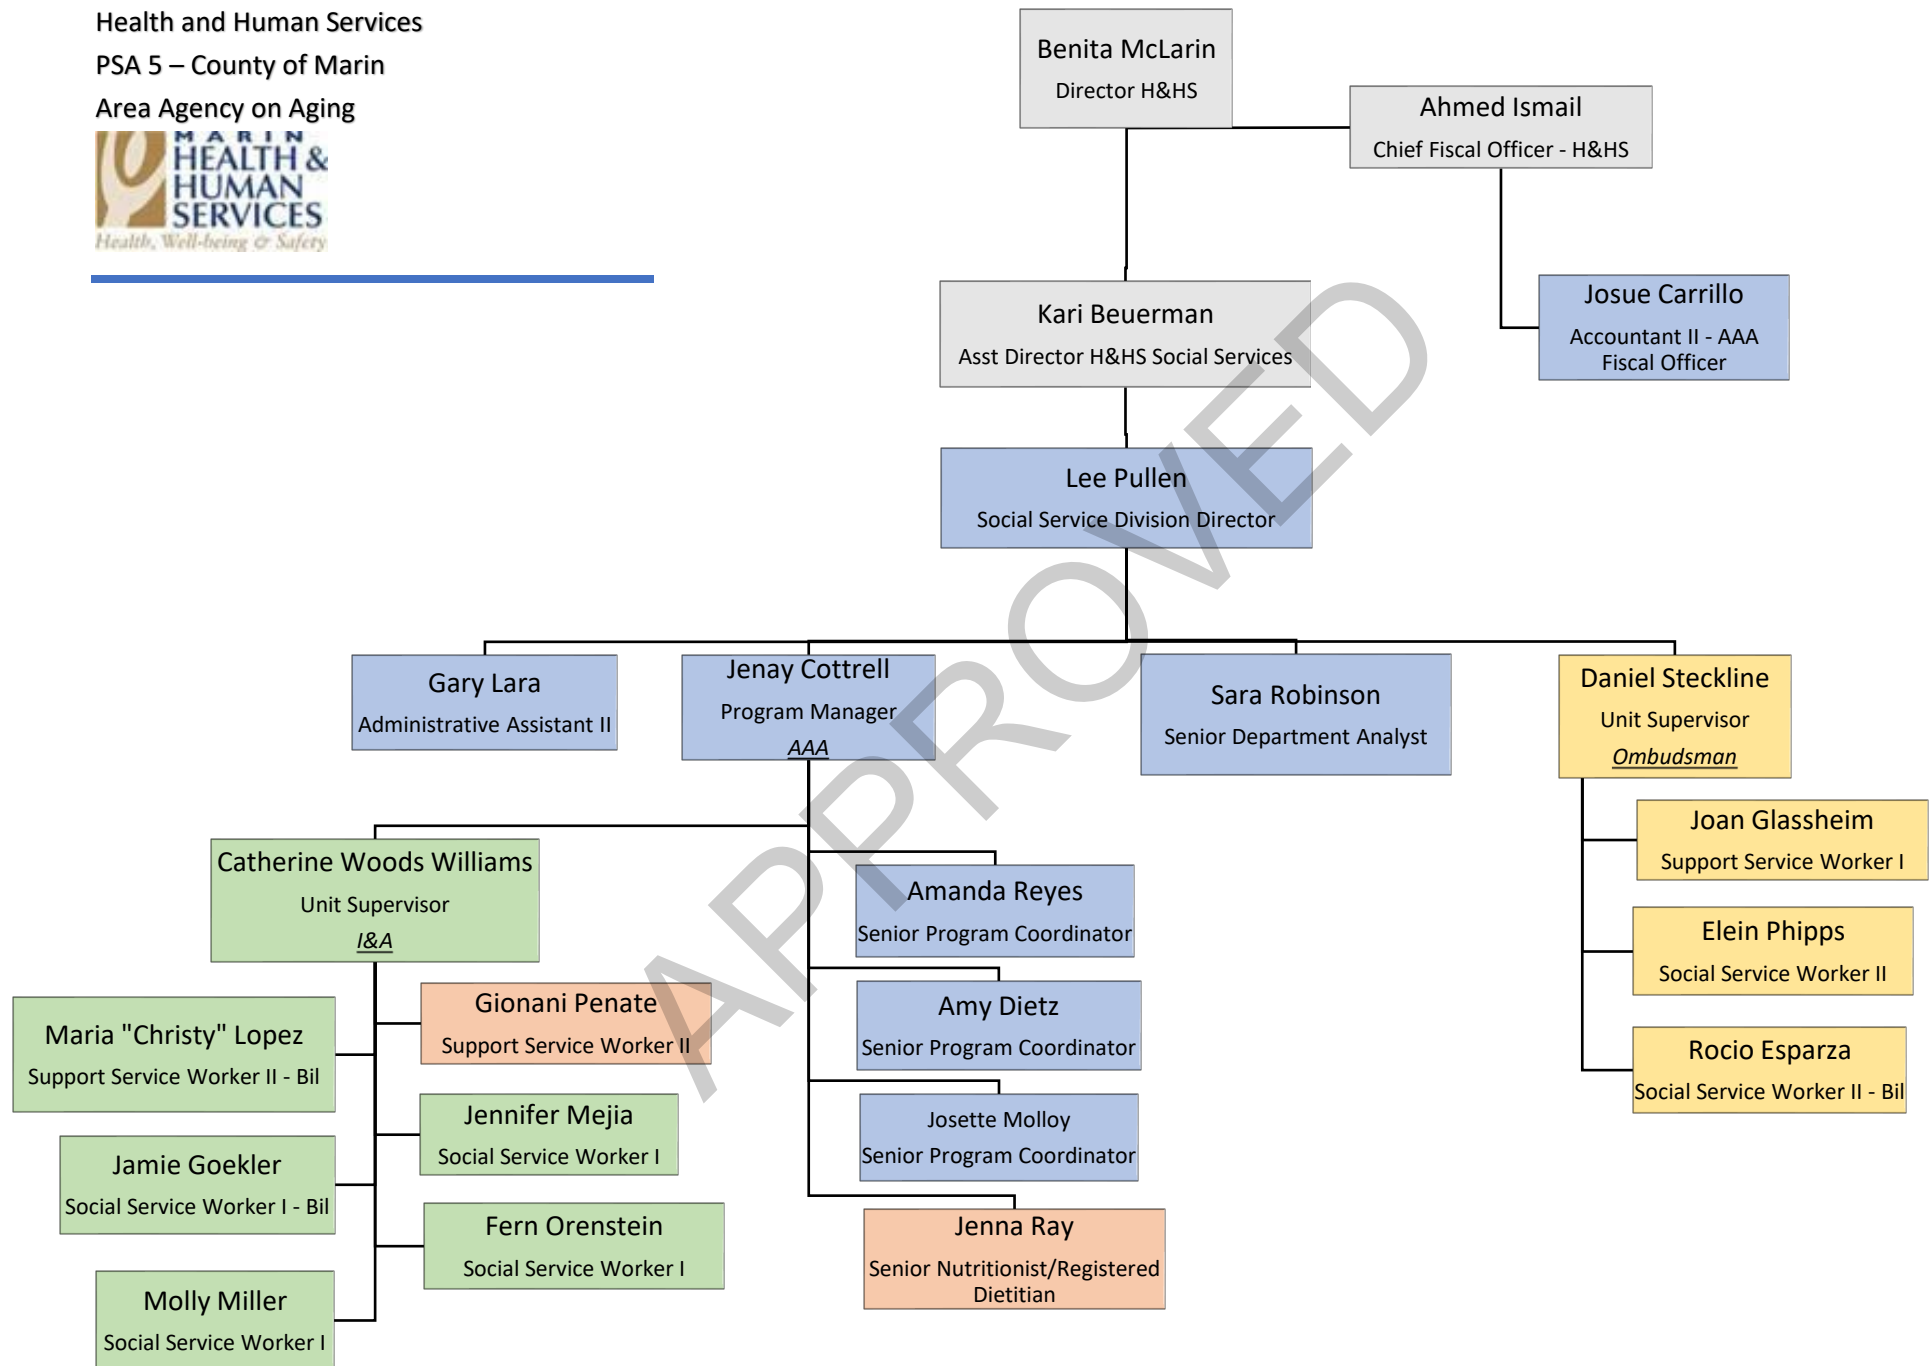 Health and Human Services
PSA 5 – County of Marin
Area Agency on Aging
MARIN
HEALTH &
HUMAN
SERVICES
Health, Well-being & Safety
Benita McLarin
Director H&HS
Ahmed Ismail
Chief Fiscal Officer - H&HS
Josue Carrillo
Accountant II - AAA
Fiscal Officer
Kari Beuerman
Asst Director H&HS Social Services
Lee Pullen
Social Service Division Director
Gary Lara
Administrative Assistant II
Jenay Cottrell
Program Manager
AAA
Sara Robinson
Senior Department Analyst
Daniel Steckline
Unit Supervisor
Ombudsman
Joan Glassheim
Support Service Worker I
Elein Phipps
Social Service Worker II
Rocio Esparza
Social Service Worker II - Bil
Catherine Woods Williams
Unit Supervisor
I&A
Amanda Reyes
Senior Program Coordinator
Amy Dietz
Senior Program Coordinator
Josette Molloy
Senior Program Coordinator
Jenna Ray
Senior Nutritionist/Registered
Dietitian
Maria "Christy" Lopez
Support Service Worker II - Bil
Gionani Penate
Support Service Worker II
Jennifer Mejia
Social Service Worker I
Jamie Goekler
Social Service Worker I - Bil
Fern Orenstein
Social Service Worker I
Molly Miller
Social Service Worker I
APPROVED